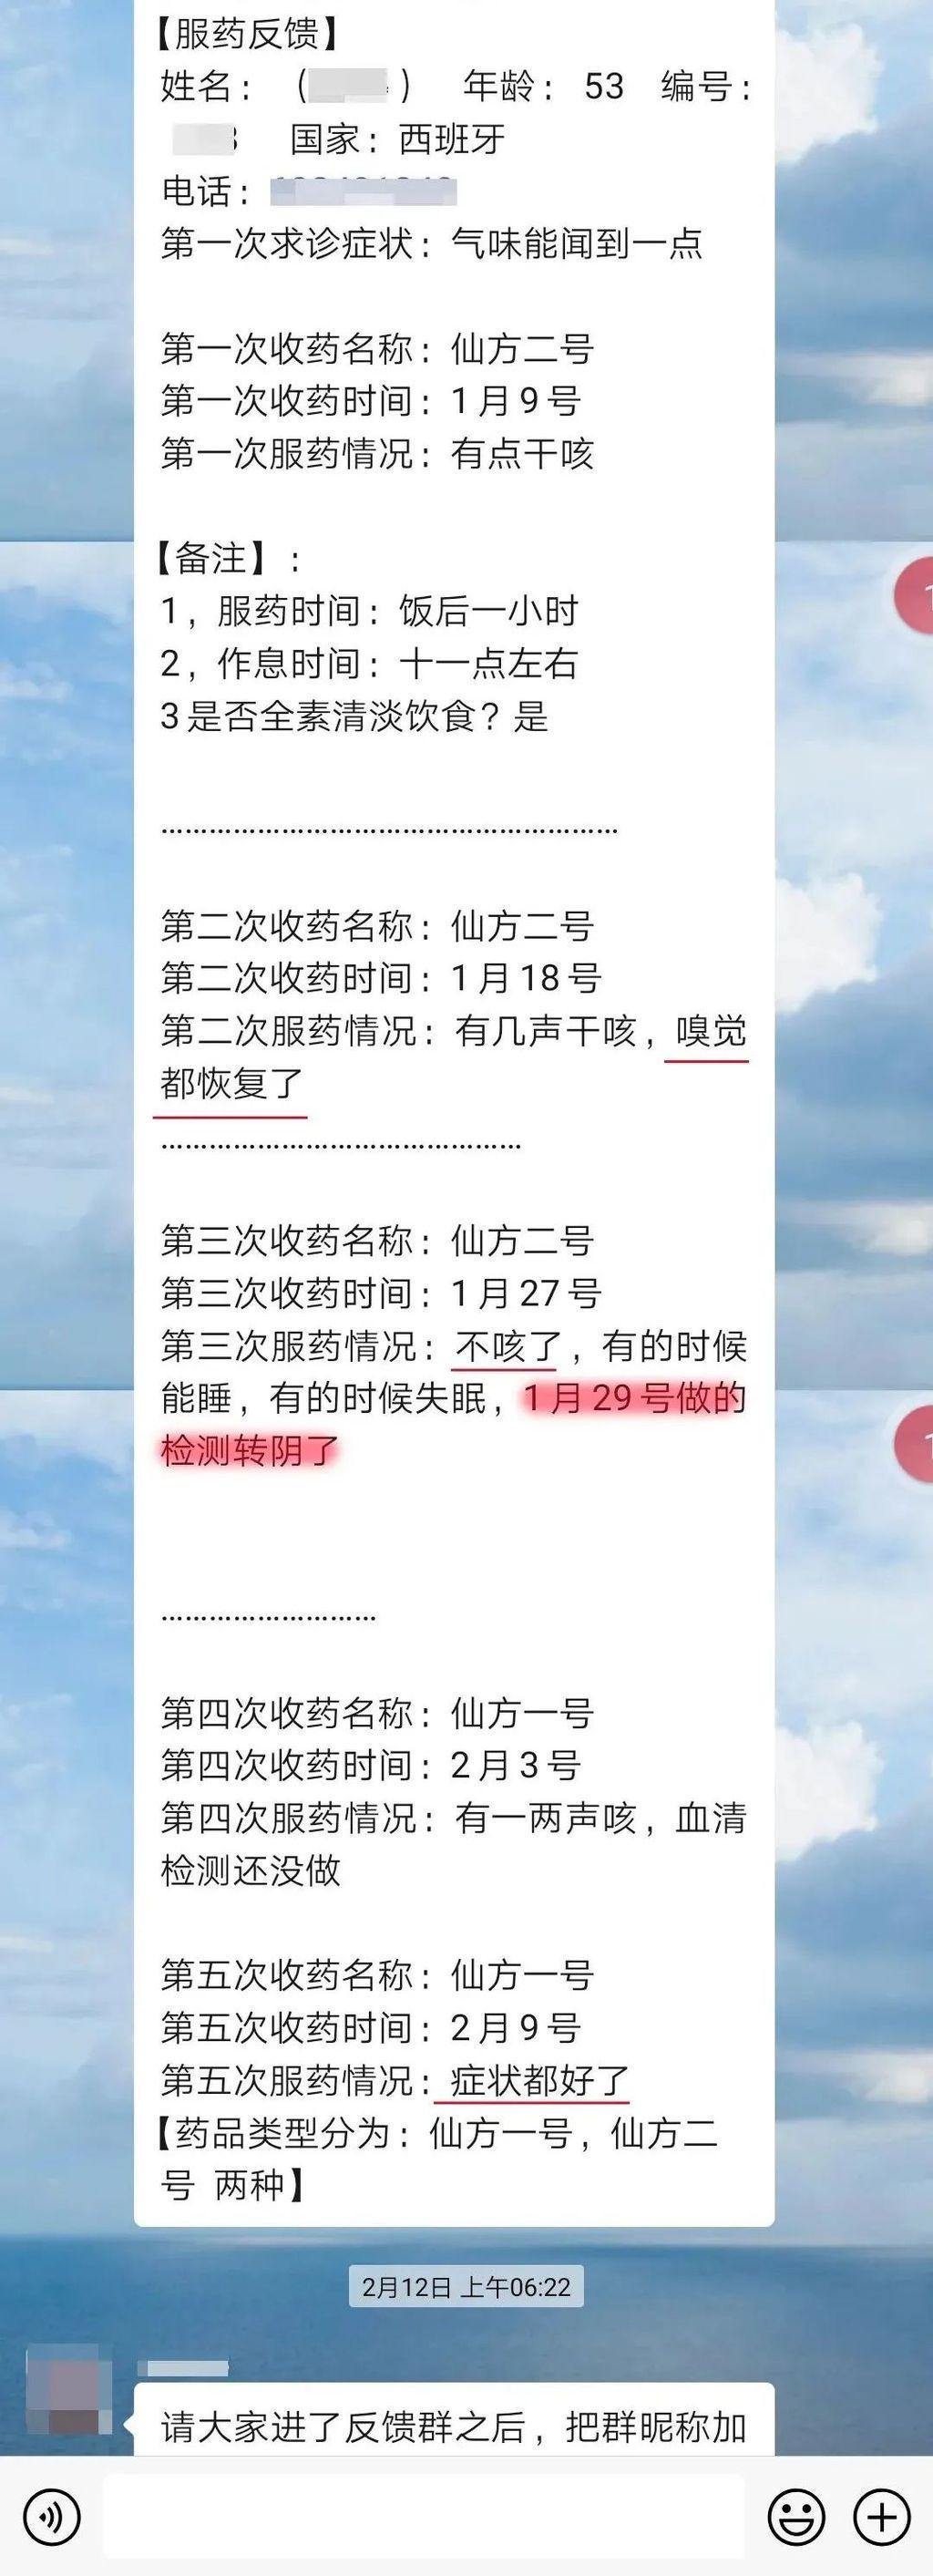 【服药反馈】
姓名：（ ） 年龄：53 编号：
国家：西班牙
电话：
第一次求诊症状：气味能闻到一点
第一次收药名称：仙方二号
第一次收药时间：1月9号
第一次服药情况：有点干咳
【备注】：
1，服药时间：饭后一小时
2，作息时间：十一点左右
3是否全素清淡饮食？是
………………………………………………
第二次收药名称：仙方二号
第二次收药时间：1月18号
第二次服药情况：有几声干咳，嗅觉
都恢复了
……………………………………
第三次收药名称：仙方二号
第三次收药时间：1月27号
第三次服药情况：不咳了，有的时候
能睡，有的时候失眠，1月29号做的
检测转阴了
………………………
第四次收药名称：仙方一号
第四次收药时间：2月3号
第四次服药情况：有一两声咳，血清
检测还没做
第五次收药名称：仙方一号
第五次收药时间：2月9号
第五次服药情况：症状都好了
【药品类型分为：仙方一号，仙方二
号 两种】
2月12日 上午06:22
请大家进了反馈群之后，把群昵称加